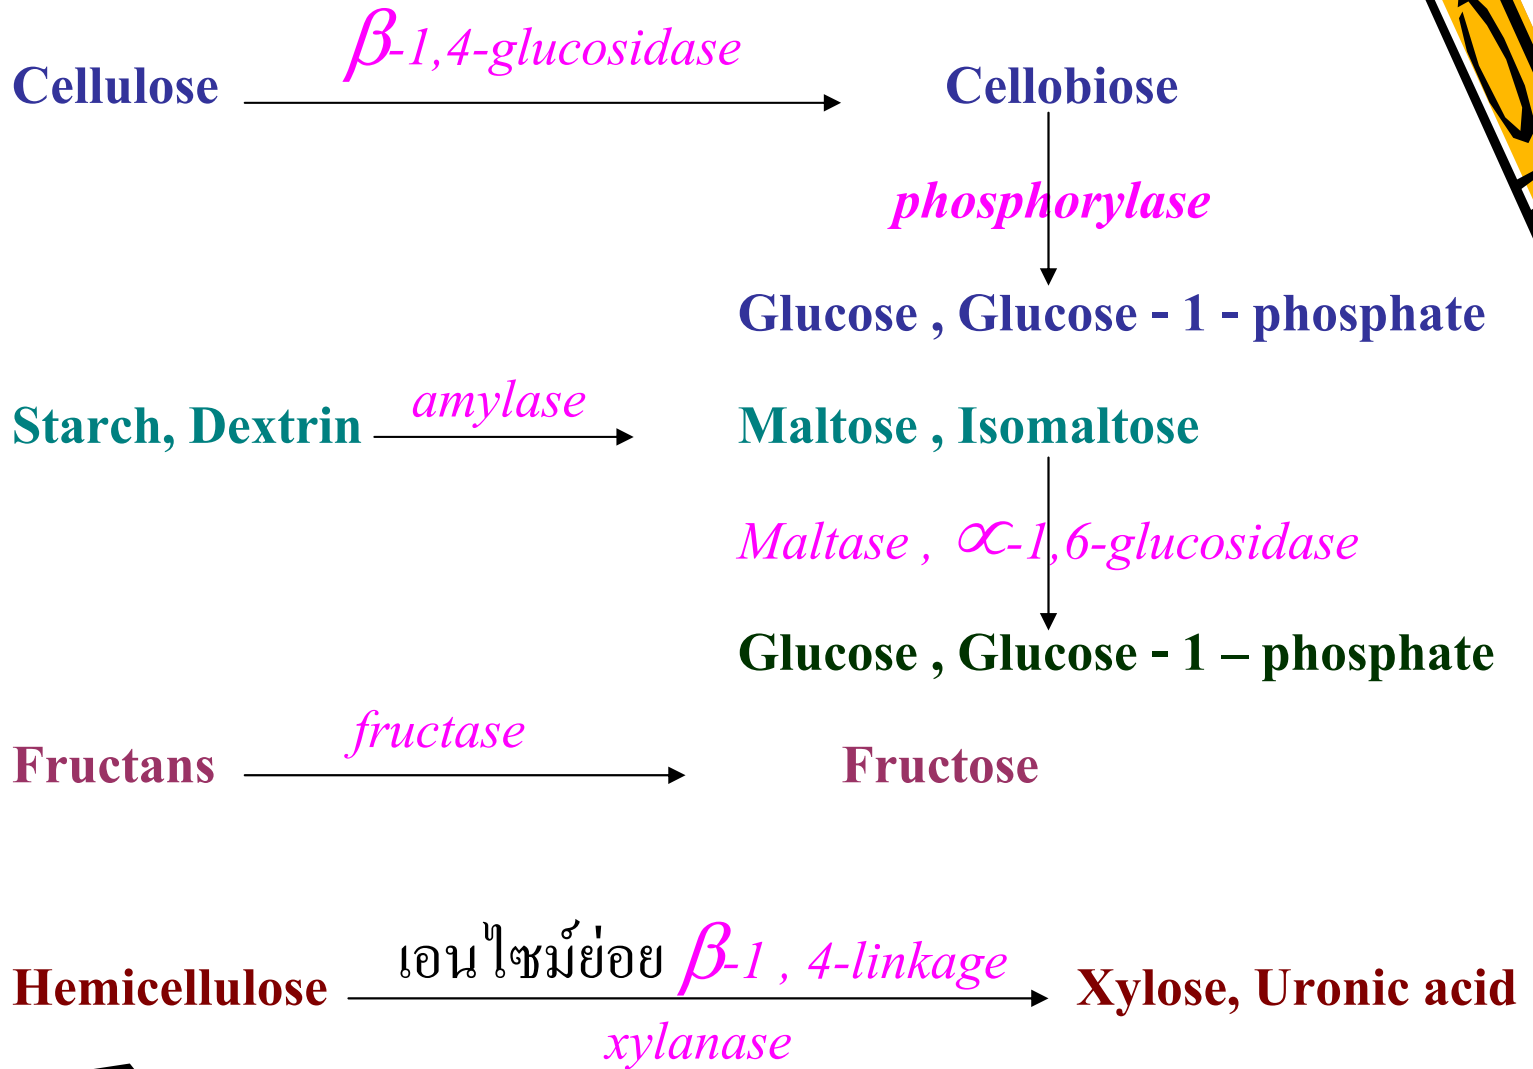 β-1,4-glucosidase
Cellulose Cellobiose
phosphorylase
Glucose , Glucose - 1 - phosphate
amylase
Starch, Dextrin Maltose , Isomaltose
Maltase , ∝-1,6-glucosidase
Glucose , Glucose - 1 – phosphate
fructase
Fructans Fructose
เอนไซม์ย่อย β-1 , 4-linkage
Hemicellulose Xylose, Uronic acid
xylanase